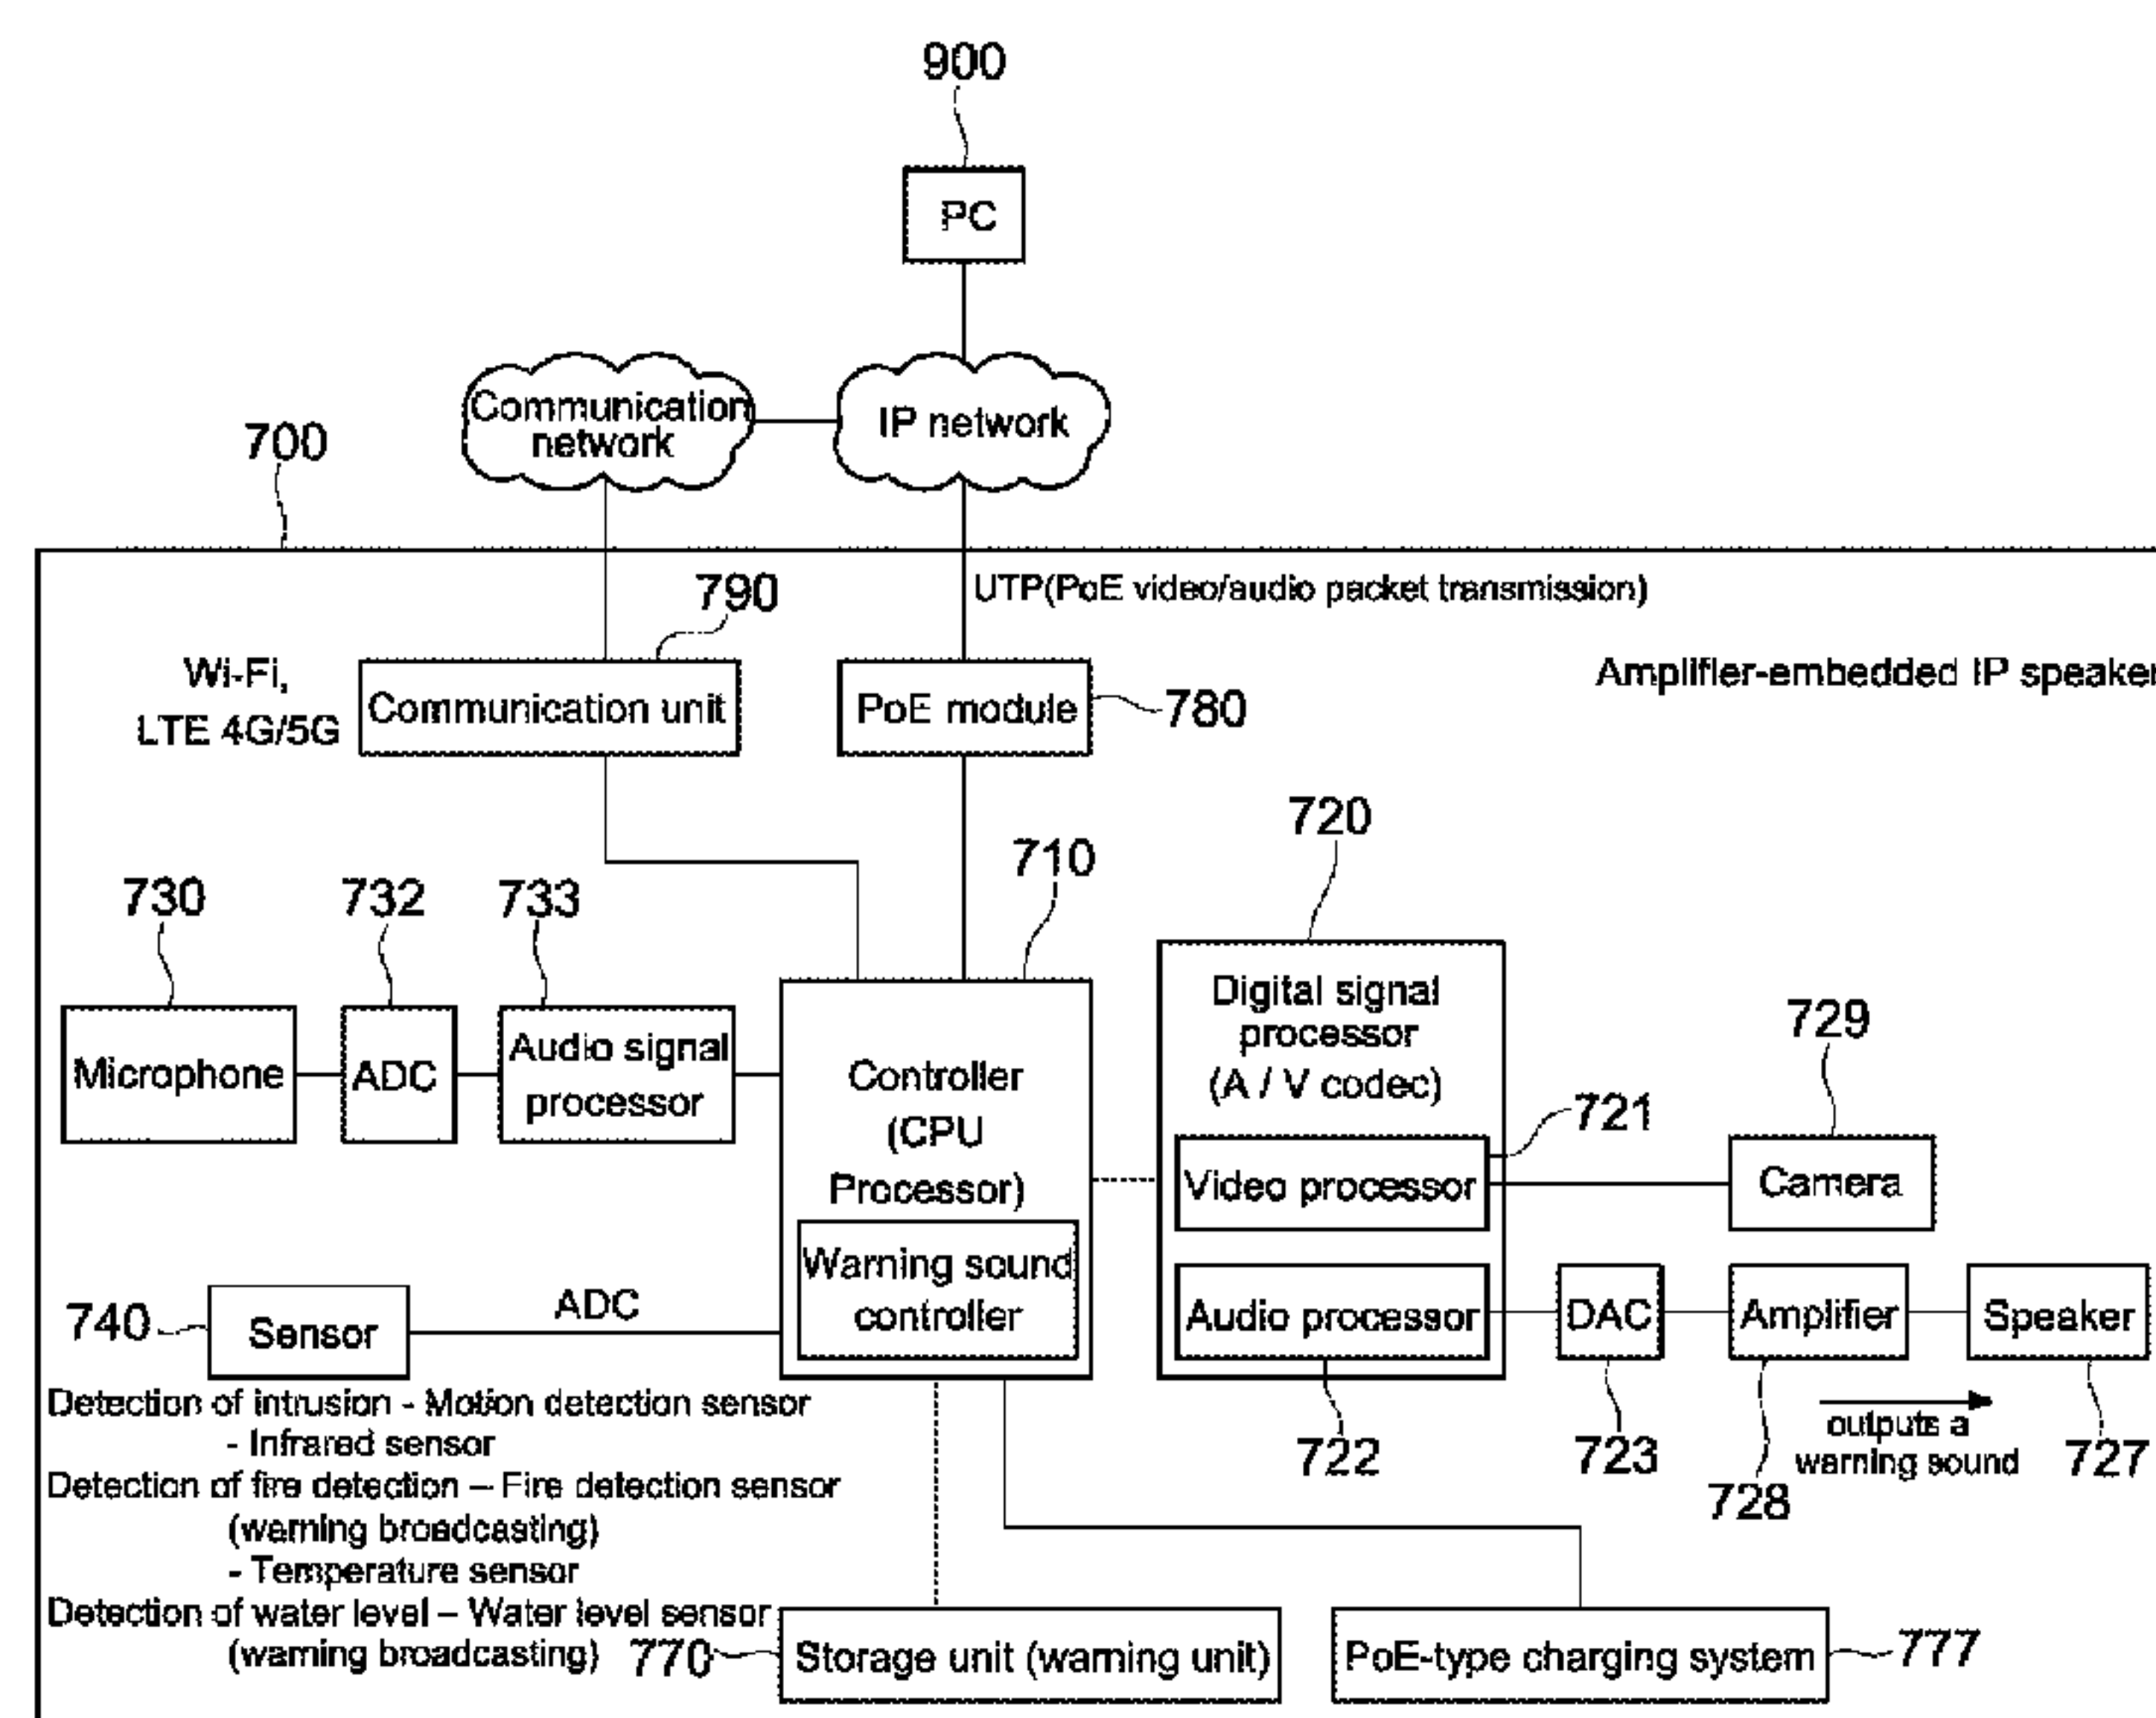 900
PC
Communication
network
IP network
700
790
UTP(PoE video/audio packet transmission)
Wi-Fi,
LTE 4G/5G
Communication unit
PoE module
780
Amplifier-embedded IP speaker
720
710
730
732
733
Microphone
ADC
Audio signal
processor
Controller
(CPU
Processor)
Warning sound
controller
Digital signal
processor
(A / V codec)
721
Video processor
729
Camera
Audio processor
DAC
Amplifier
Speaker
722
723
728
outputs a
warning sound
727
740
Sensor
ADC
Detection of intrusion - Motion detection sensor
- Infrared sensor
Detection of fire detection – Fire detection sensor
(warning broadcasting)
- Temperature sensor
Detection of water level – Water level sensor
(warning broadcasting)
770
Storage unit (warning unit)
PoE-type charging system
777